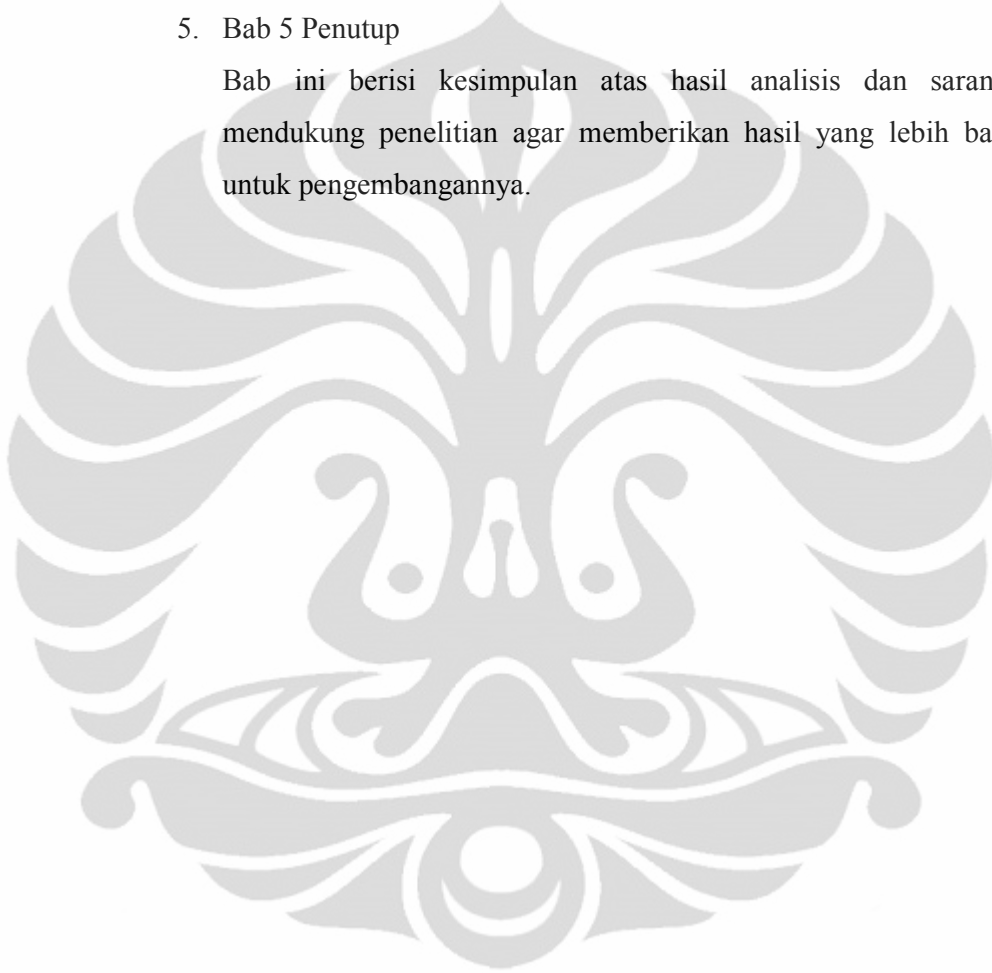 5. Bab 5 Penutup
Bab ini berisi kesimpulan atas hasil analisis dan saran
mendukung penelitian agar memberikan hasil yang lebih ba
untuk pengembangannya.